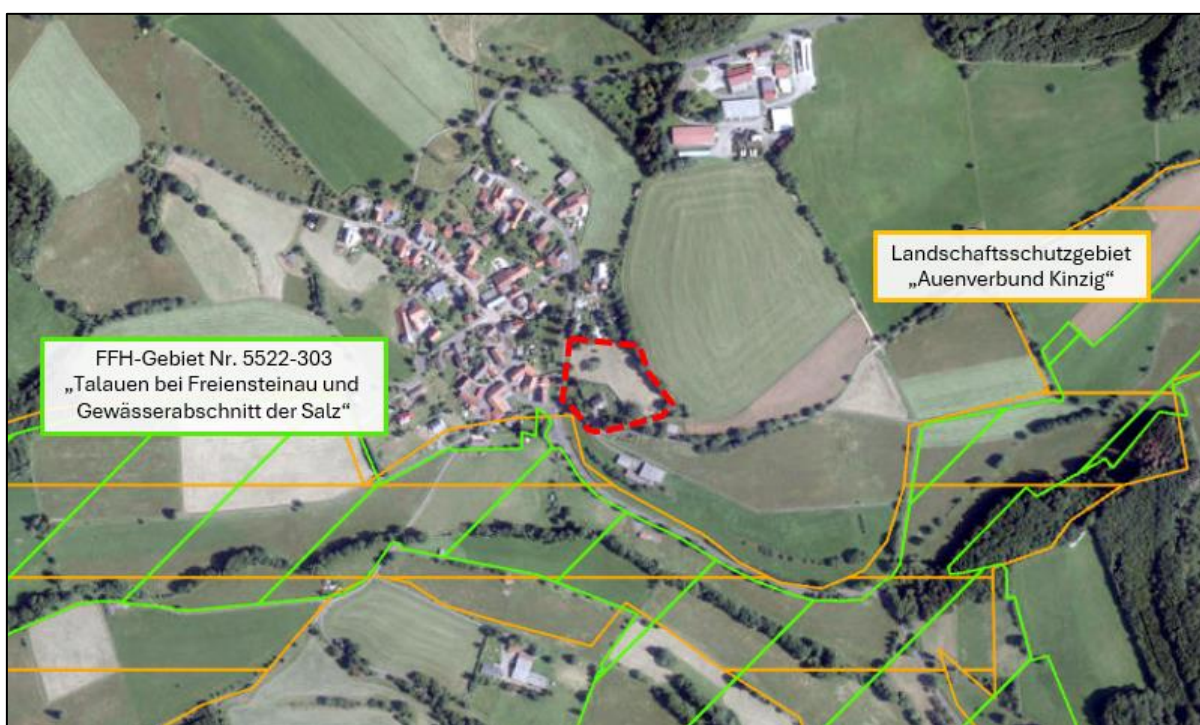 Landschaftsschutzgebiet
„Auenverbund Kinzig“
FFH-Gebiet Nr. 5522-303
„Talauen bei Freiensteinau und
Gewässerabschnitt der Salz“